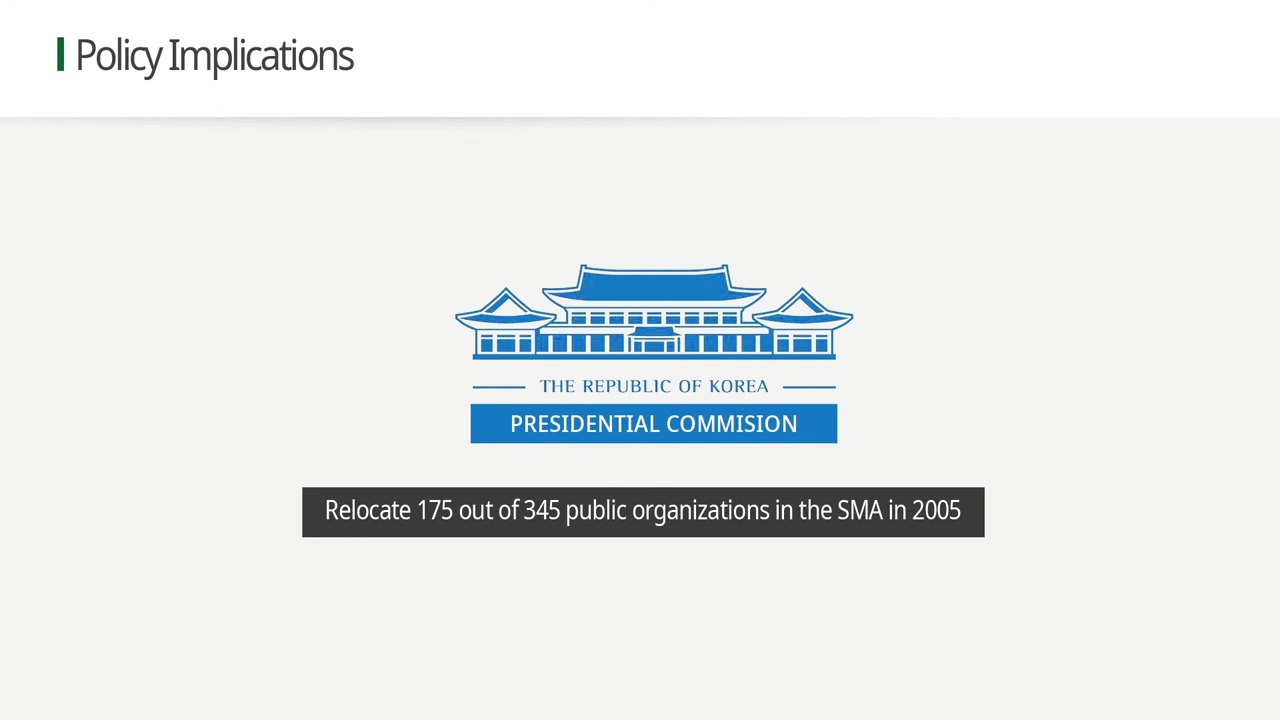 Policy Implications
THE REPUBLIC OF KOREA
PRESIDENTIAL COMMISION
Relocate 175 out of 345 public organizations in the SMA in 2005